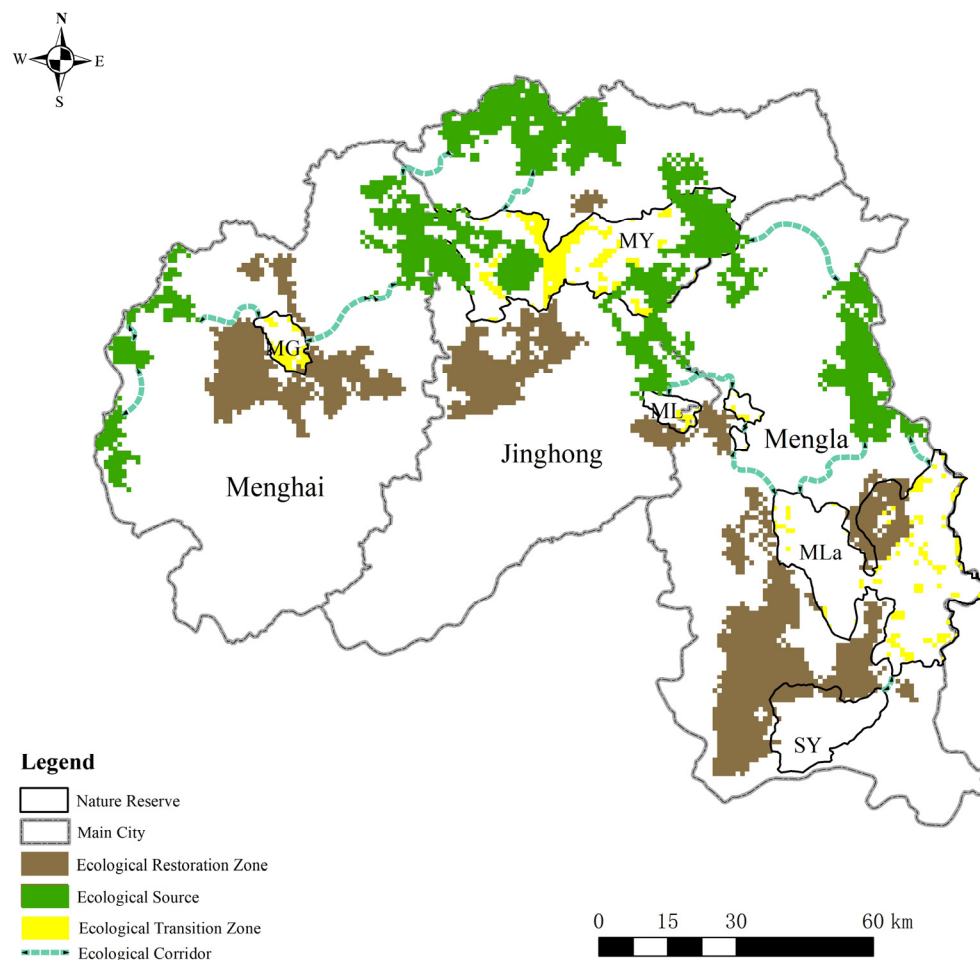 N
W E
S
MY
MG
ML
Mengla
Jinghong
Menghai
MLa
SY
Legend
Nature Reserve
Main City
Ecological Restoration Zone
Ecological Source
Ecological Transition Zone
Ecological Corridor
0 15 30 60 km